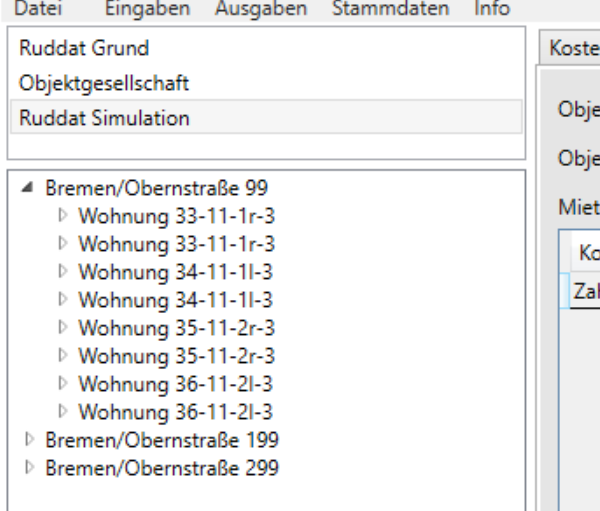 Datei Eingaben Ausgaben Stammdaten Info
Ruddat Grund
Objektgesellschaft
Ruddat Simulation
Bremen/Obernstraße 99
Wohnung 33-11-1r-3
Wohnung 33-11-1r-3
Wohnung 34-11-1l-3
Wohnung 34-11-1l-3
Wohnung 35-11-2r-3
Wohnung 35-11-2r-3
Wohnung 36-11-2l-3
Wohnung 36-11-2l-3
Bremen/Obernstraße 199
Bremen/Obernstraße 299
Koste
Obje
Obje
Miet
Ko
Zal